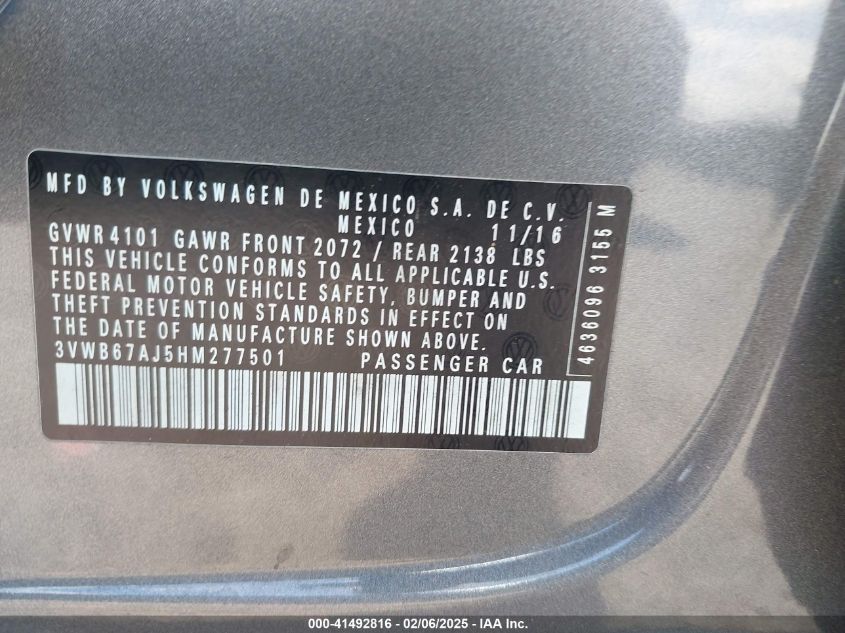 MFD BY VOLKSWAGEN DE MEXICO S.A. DE C.V.
MEXICO 11/16
GVWR 4101 GAWR FRONT 2072 / REAR 2138 LBS
THIS VEHICLE CONFORMS TO ALL APPLICABLE U.S.
FEDERAL MOTOR VEHICLE SAFETY, BUMPER AND
THEFT PREVENTION STANDARDS IN EFFECT ON
THE DATE OF MANUFACTURE SHOWN ABOVE.
3VWB67AJ5HM277501 PASSENGER CAR
4636096 3155 M
000-41492816 - 02/06/2025 - IAA Inc.